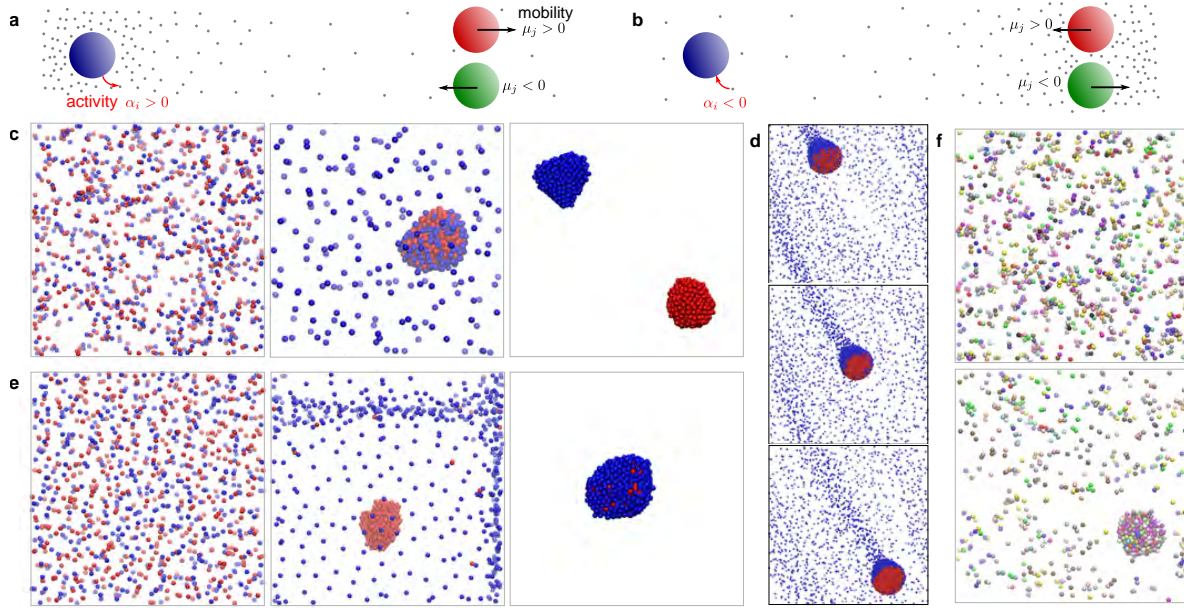 a
mobility
μj > 0
μj < 0
activity αi > 0
b
μj > 0
μj < 0
αi < 0
c
d
f
e